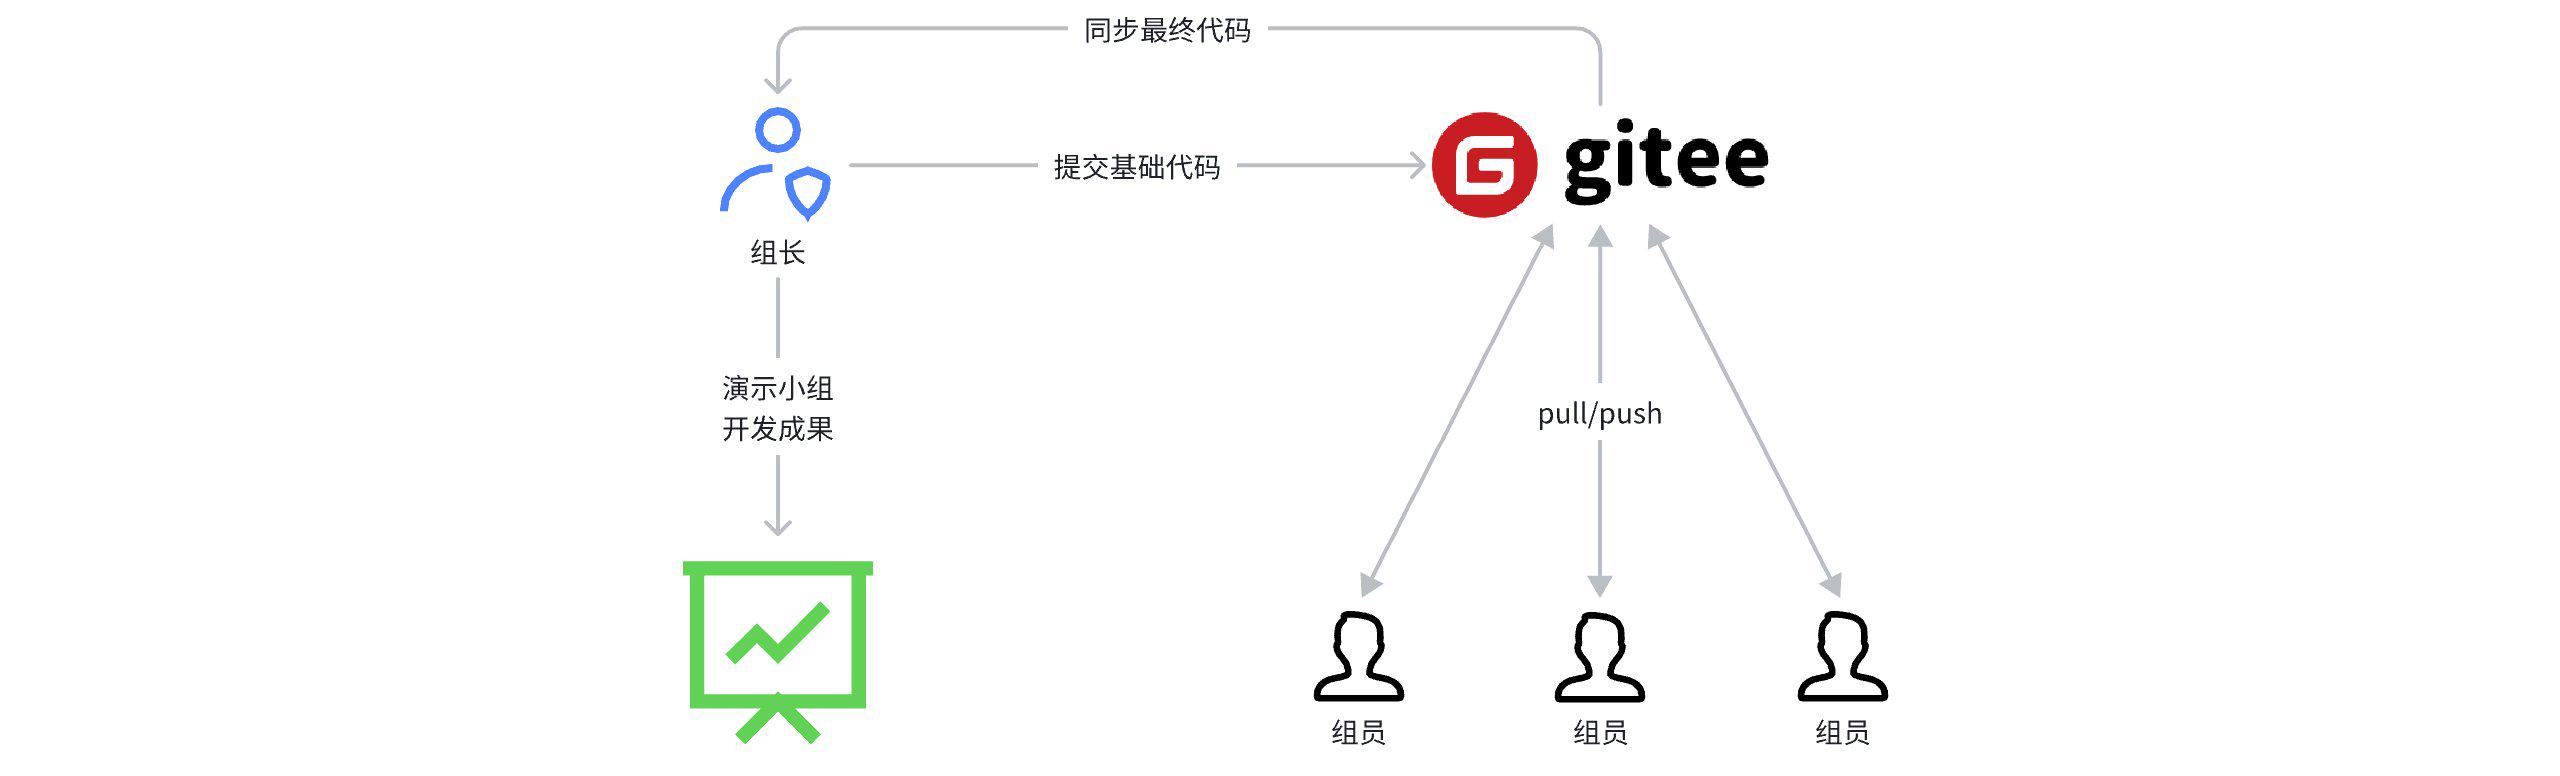 同步最终代码
提交基础代码
gitee
组长
演示小组
开发成果
pull/push
组员
组员
组员